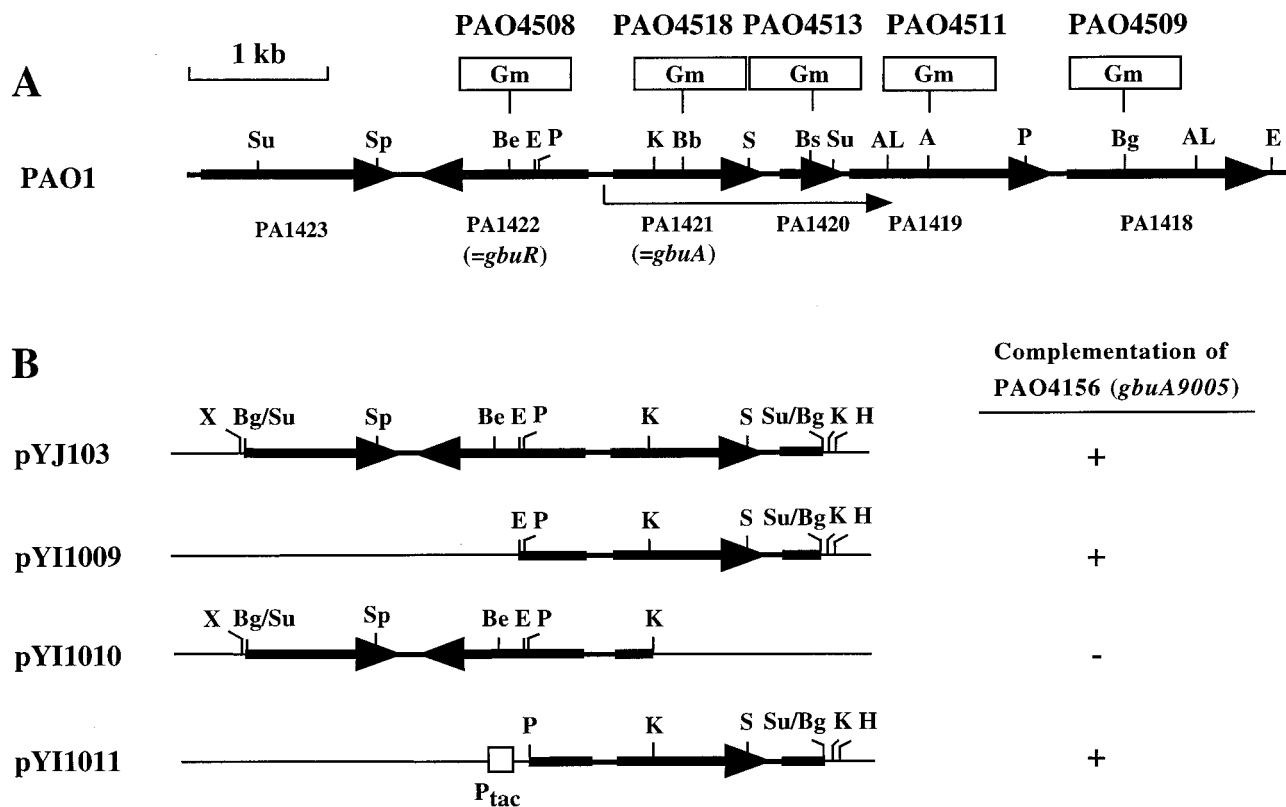 PAO4508 PAO4518 PAO4513 PAO4511 PAO4509
A
1 kb
Gm Gm Gm Gm Gm
Su Sp Be E P K Bb S Bs Su AL A P Bg AL E
PAO1
PA1423 PA1422 PA1421 PA1420 PA1419 PA1418
(=gbuR) (=gbuA)
B
Complementation of
PAO4156 (gbuA9005)
X Bg/Su Sp Be E P K S Su/Bg K H
pYJ103 +
E P K S Su/Bg K H
pYI1009 +
X Bg/Su Sp Be E P K
pYI1010 -
P K S Su/Bg K H
pYI1011 +
Ptac